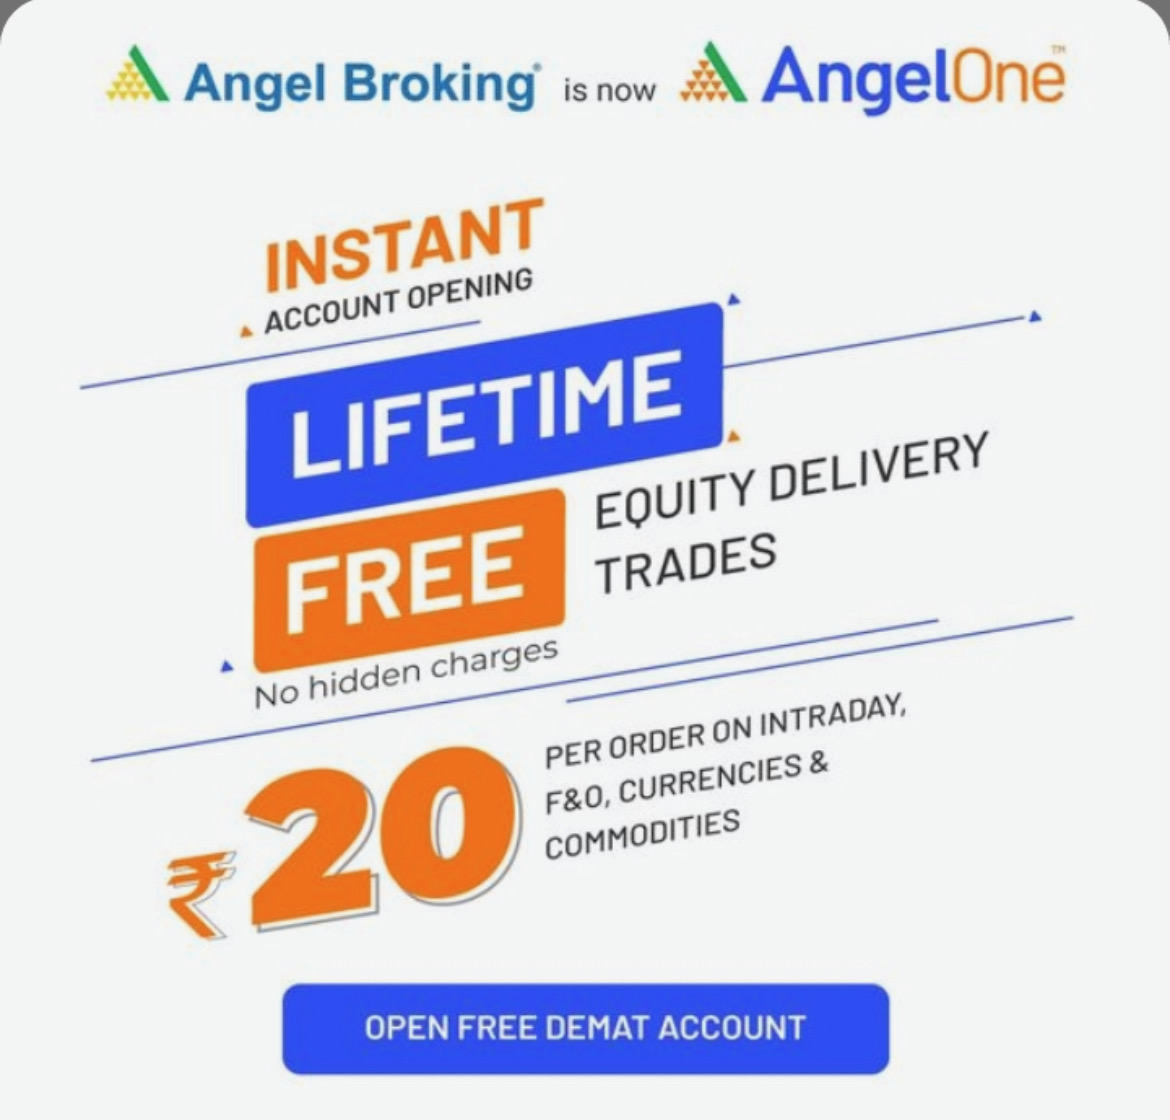 Angel Broking® is now AngelOne™
INSTANT
ACCOUNT OPENING
LIFETIME
FREE
EQUITY DELIVERY
TRADES
No hidden charges
₹20
PER ORDER ON INTRADAY,
F&O, CURRENCIES &
COMMODITIES
OPEN FREE DEMAT ACCOUNT